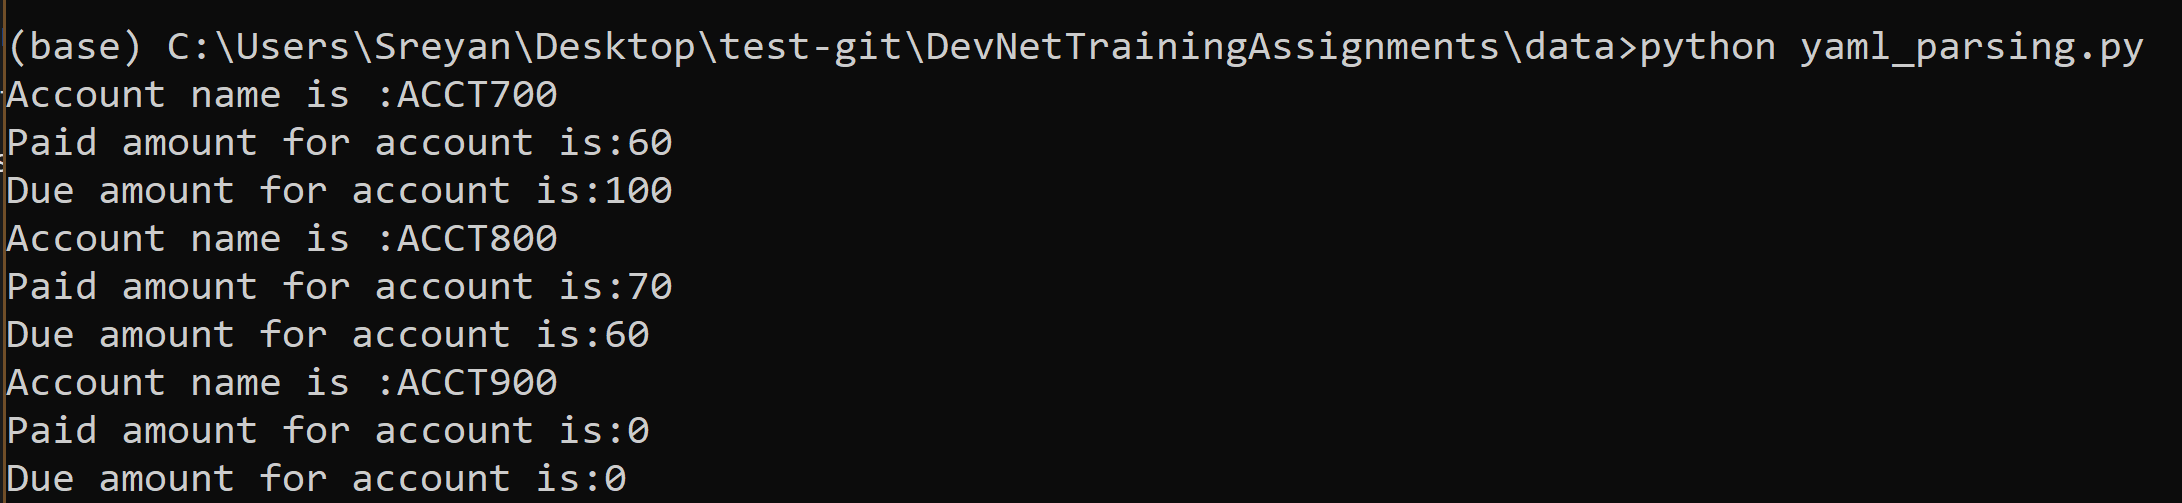 (base) C:\Users\Sreyan\Desktop\test-git\DevNetTrainingAssignments\data>python yaml_parsing.py
Account name is :ACCT700
Paid amount for account is:60
Due amount for account is:100
Account name is :ACCT800
Paid amount for account is:70
Due amount for account is:60
Account name is :ACCT900
Paid amount for account is:0
Due amount for account is:0